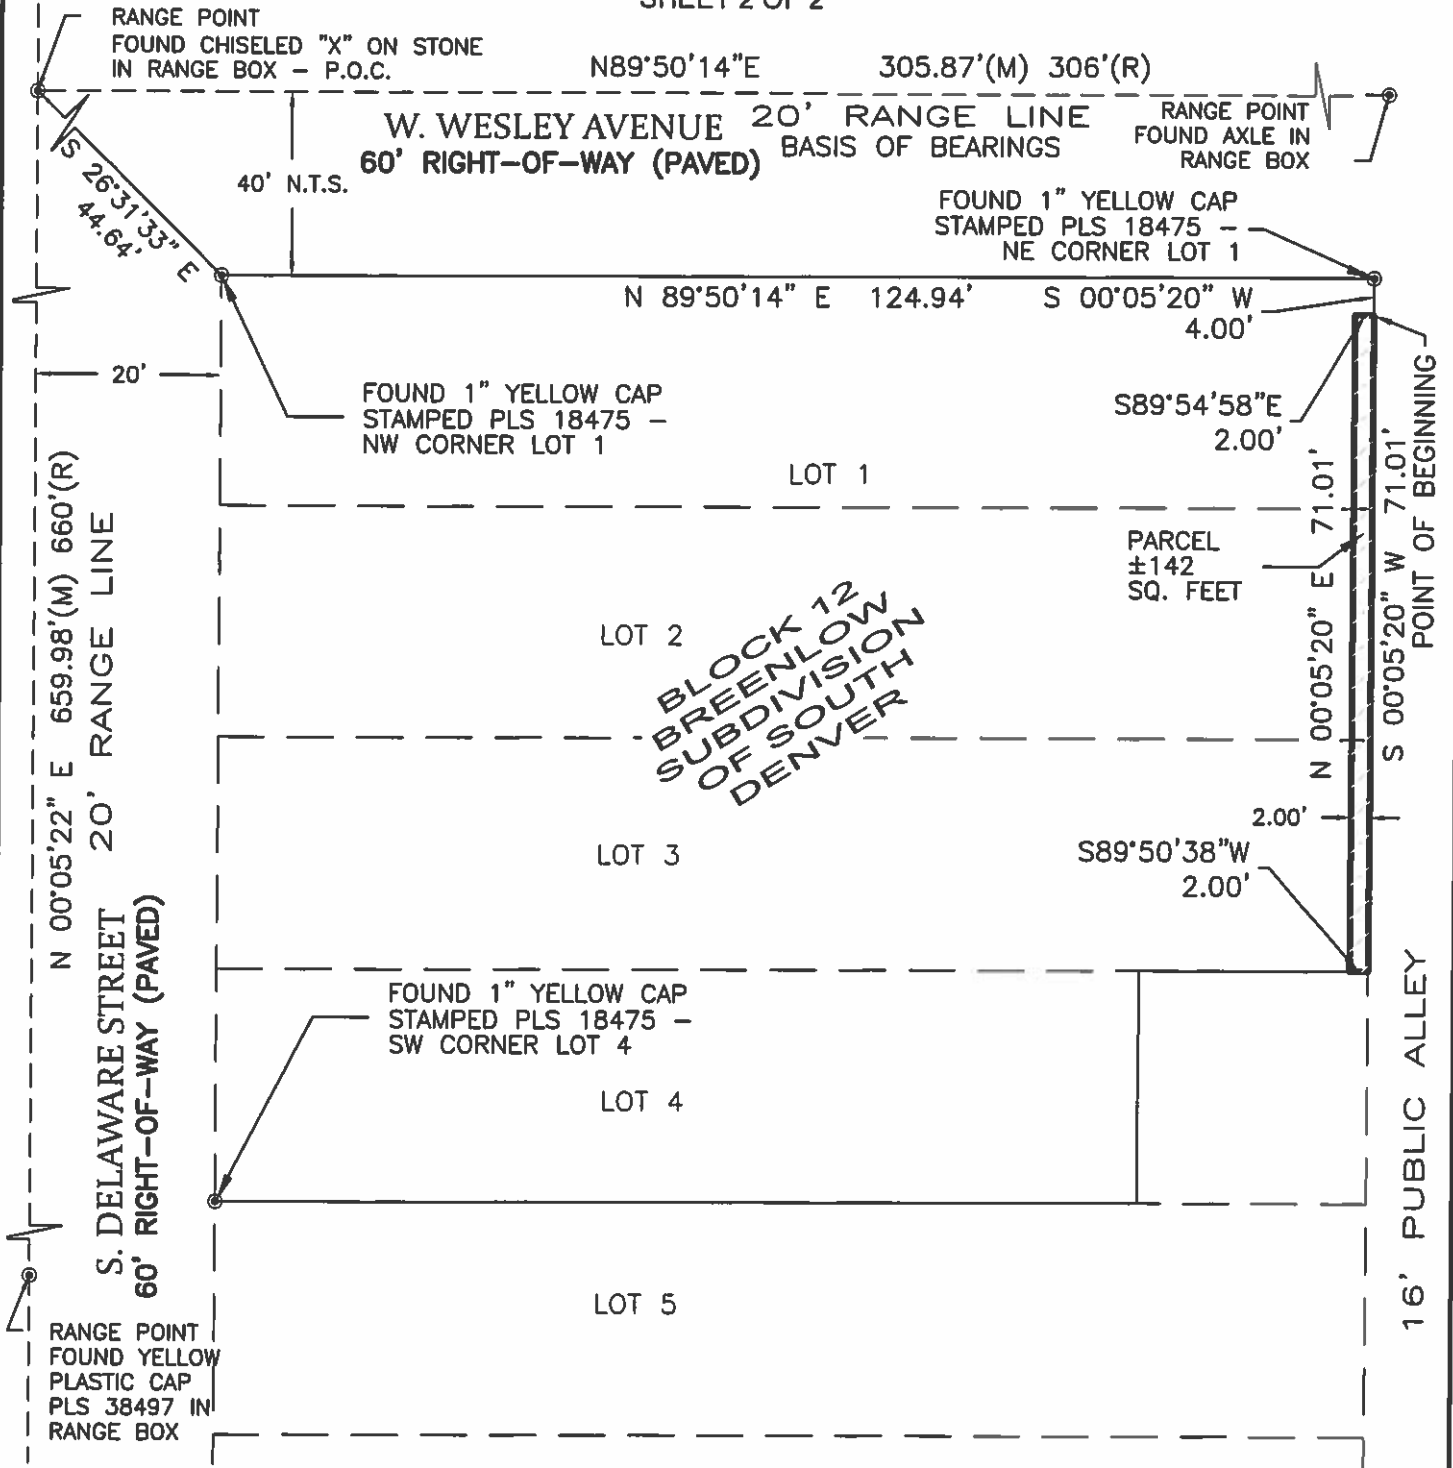 SHEET 2 OF 2
RANGE POINT
FOUND CHISELED "X" ON STONE
IN RANGE BOX – P.O.C.
N89°50'14"E 305.87'(M) 306'(R)
W. WESLEY AVENUE
60' RIGHT–OF–WAY (PAVED)
20' RANGE LINE
BASIS OF BEARINGS
RANGE POINT
FOUND AXLE IN
RANGE BOX
S 26°31'33" E
44.64'
40' N.T.S.
FOUND 1" YELLOW CAP
STAMPED PLS 18475 –
NE CORNER LOT 1
N 89°50'14" E 124.94'
S 00°05'20" W
4.00'
20'
FOUND 1" YELLOW CAP
STAMPED PLS 18475 –
NW CORNER LOT 1
S89°54'58"E
2.00'
LOT 1
N 00°05'20" E 71.01'
S 00°05'20" W 71.01'
POINT OF BEGINNING
PARCEL
±142
SQ. FEET
N 00°05'22" E 659.98'(M) 660'(R)
20' RANGE LINE
LOT 2
BLOCK 12
BREENLOW
SUBDIVISION
OF SOUTH
DENVER
2.00'
LOT 3
S89°50'38"W
2.00'
S. DELAWARE STREET
60' RIGHT–OF–WAY (PAVED)
FOUND 1" YELLOW CAP
STAMPED PLS 18475 –
SW CORNER LOT 4
LOT 4
16' PUBLIC ALLEY
LOT 5
RANGE POINT
FOUND YELLOW
PLASTIC CAP
PLS 38497 IN
RANGE BOX